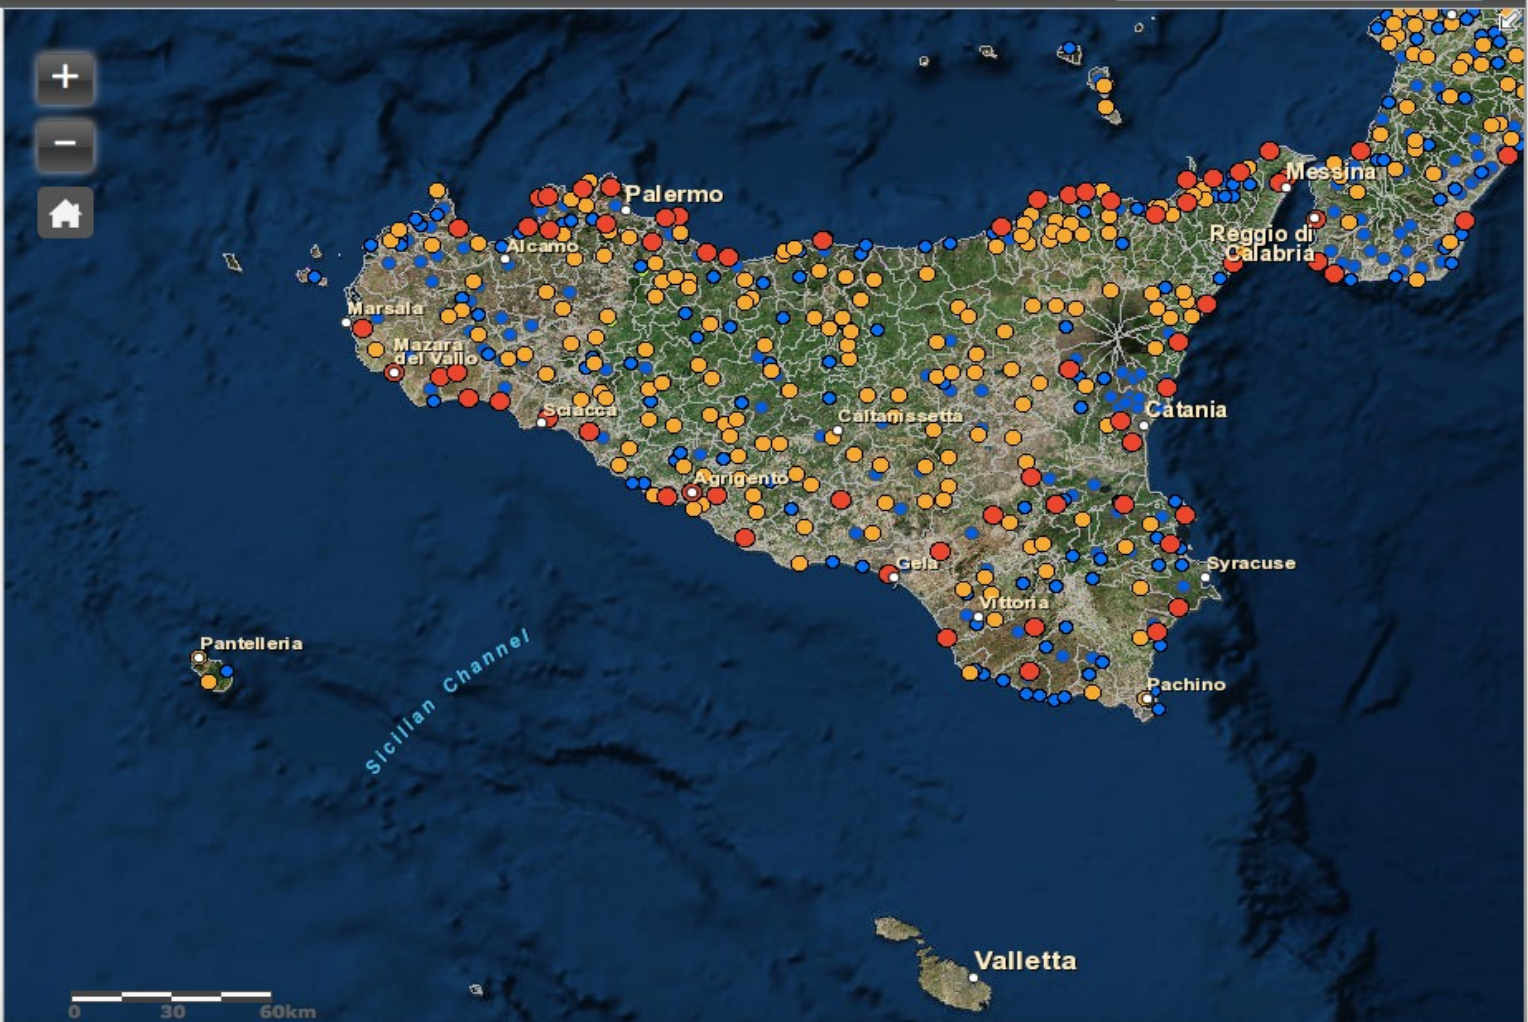 +
−
Messina
Palermo
Reggio di
Calabria
Alcamo
Marsala
Mazara
del Vallo
Sciacca
Caltanissetta
Catania
Agrigento
Gela
Syracuse
Vittoria
Pantelleria
Pachino
Sicilian Channel
Valletta
0 30 60km